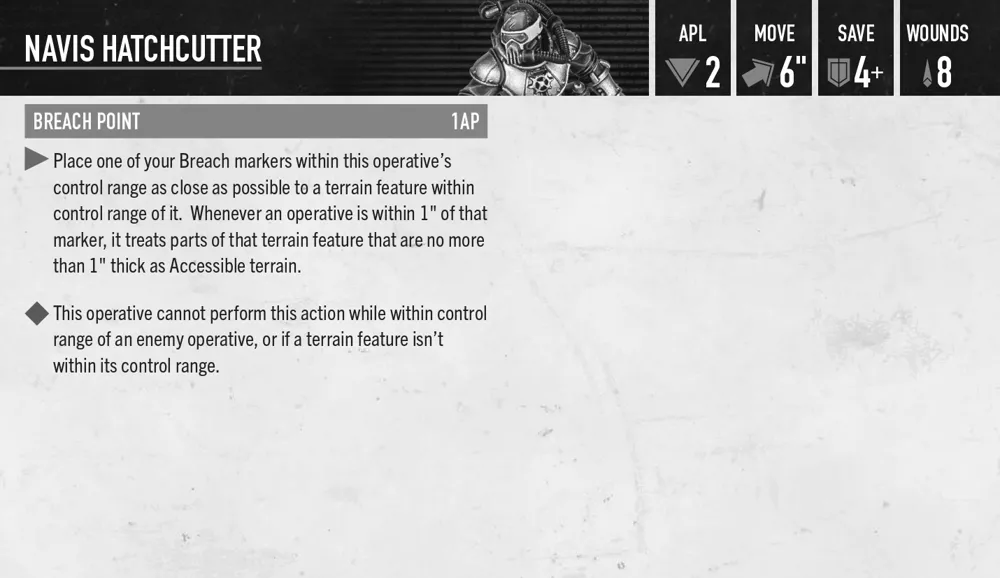 NAVIS HATCHCUTTER
APL
2
MOVE
6"
SAVE
4+
WOUNDS
8
BREACH POINT 1AP
Place one of your Breach markers within this operative’s
control range as close as possible to a terrain feature within
control range of it.  Whenever an operative is within 1" of that
marker, it treats parts of that terrain feature that are no more
than 1" thick as Accessible terrain.
This operative cannot perform this action while within control
range of an enemy operative, or if a terrain feature isn’t
within its control range.